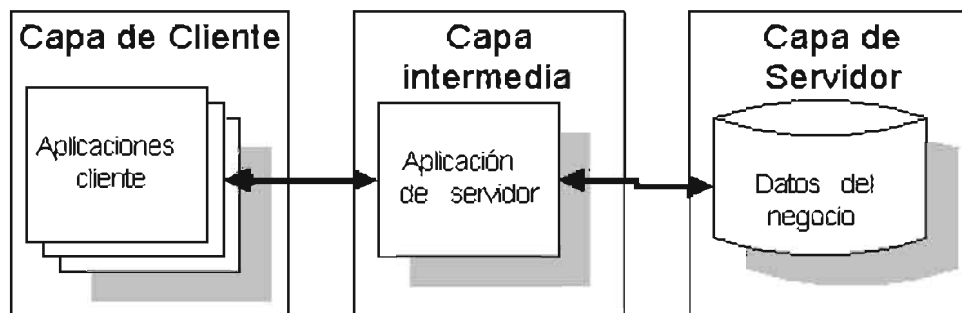 Capa de Cliente
Aplicaciones
cliente
Capa
intermedia
Aplicación
de servidor
Capa de
Servidor
Datos del
negocio